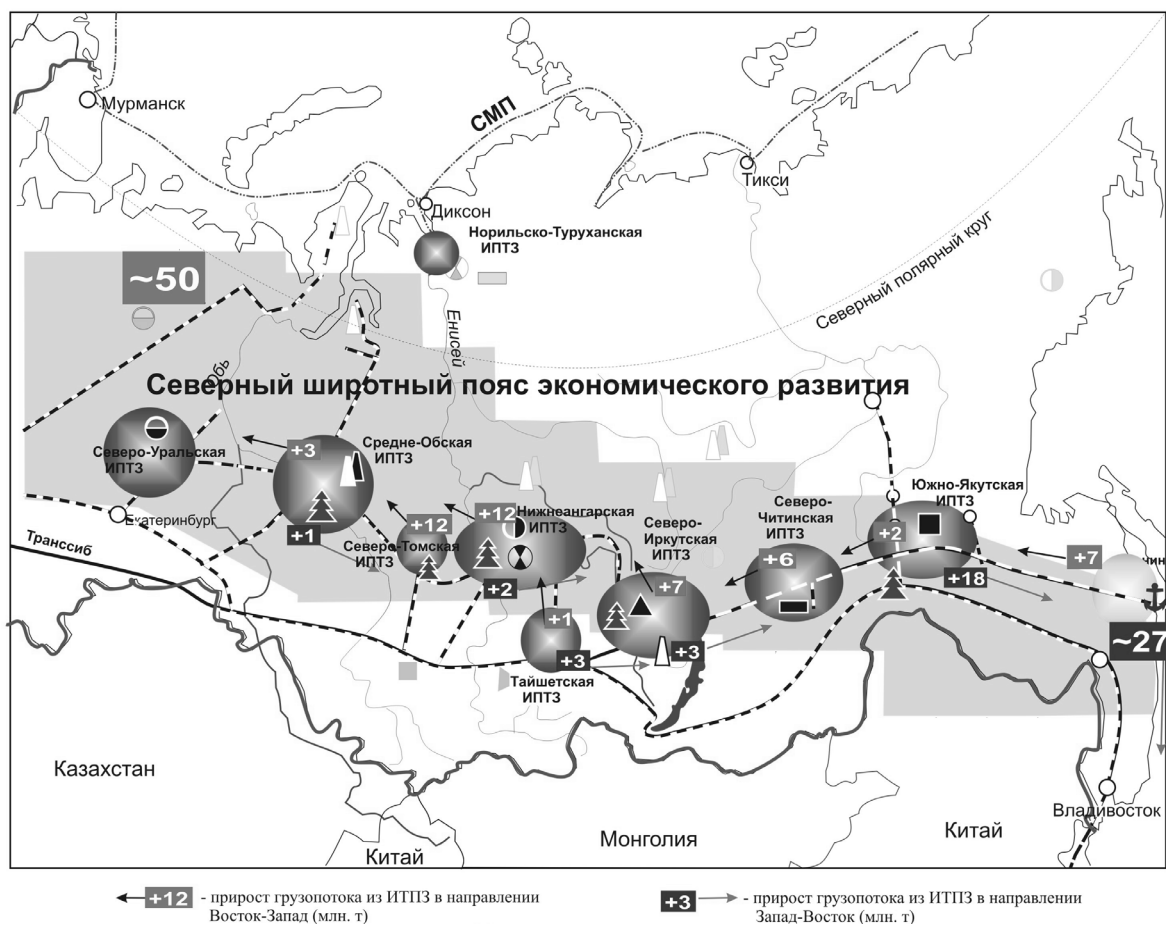 Мурманск
СМП
Тикси
Диксон
Норильско-Туруханская
ИПТЗ
Северный полярный круг
~50
Енисей
Обь
Северный широтный пояс экономического развития
+3
Средне-Обская
ИПТЗ
Северо-Уральская
ИПТЗ
Южно-Якутская
ИПТЗ
Северо-
Читинская
ИПТЗ
+12
+12
Нижнеангарская
ИПТЗ
Северо-
Иркутская
ИПТЗ
Екатеринбург
+1
Северо-Томская
ИПТЗ
Транссиб
+2
+6
+7
+2
+7
+18
+1
+3
+3
~27
Тайшетская
ИПТЗ
Казахстан
Китай
Монголия
Китай
Владивосток
+12 - прирост грузопотока из ИТПЗ в направлении
Восток-Запад (млн. т)
+3 - прирост грузопотока из ИТПЗ в направлении
Запад-Восток (млн. т)